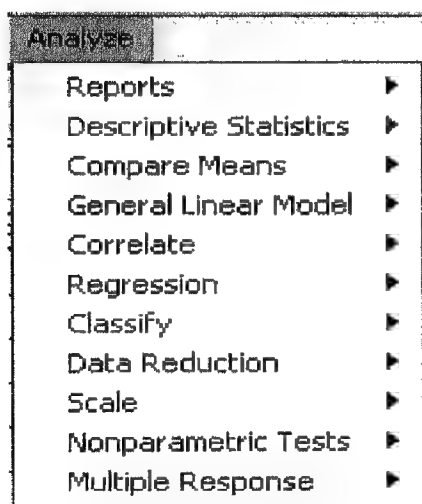 Analyze
Reports
Descriptive Statistics
Compare Means
General Linear Model
Correlate
Regression
Classify
Data Reduction
Scale
Nonparametric Tests
Multiple Response